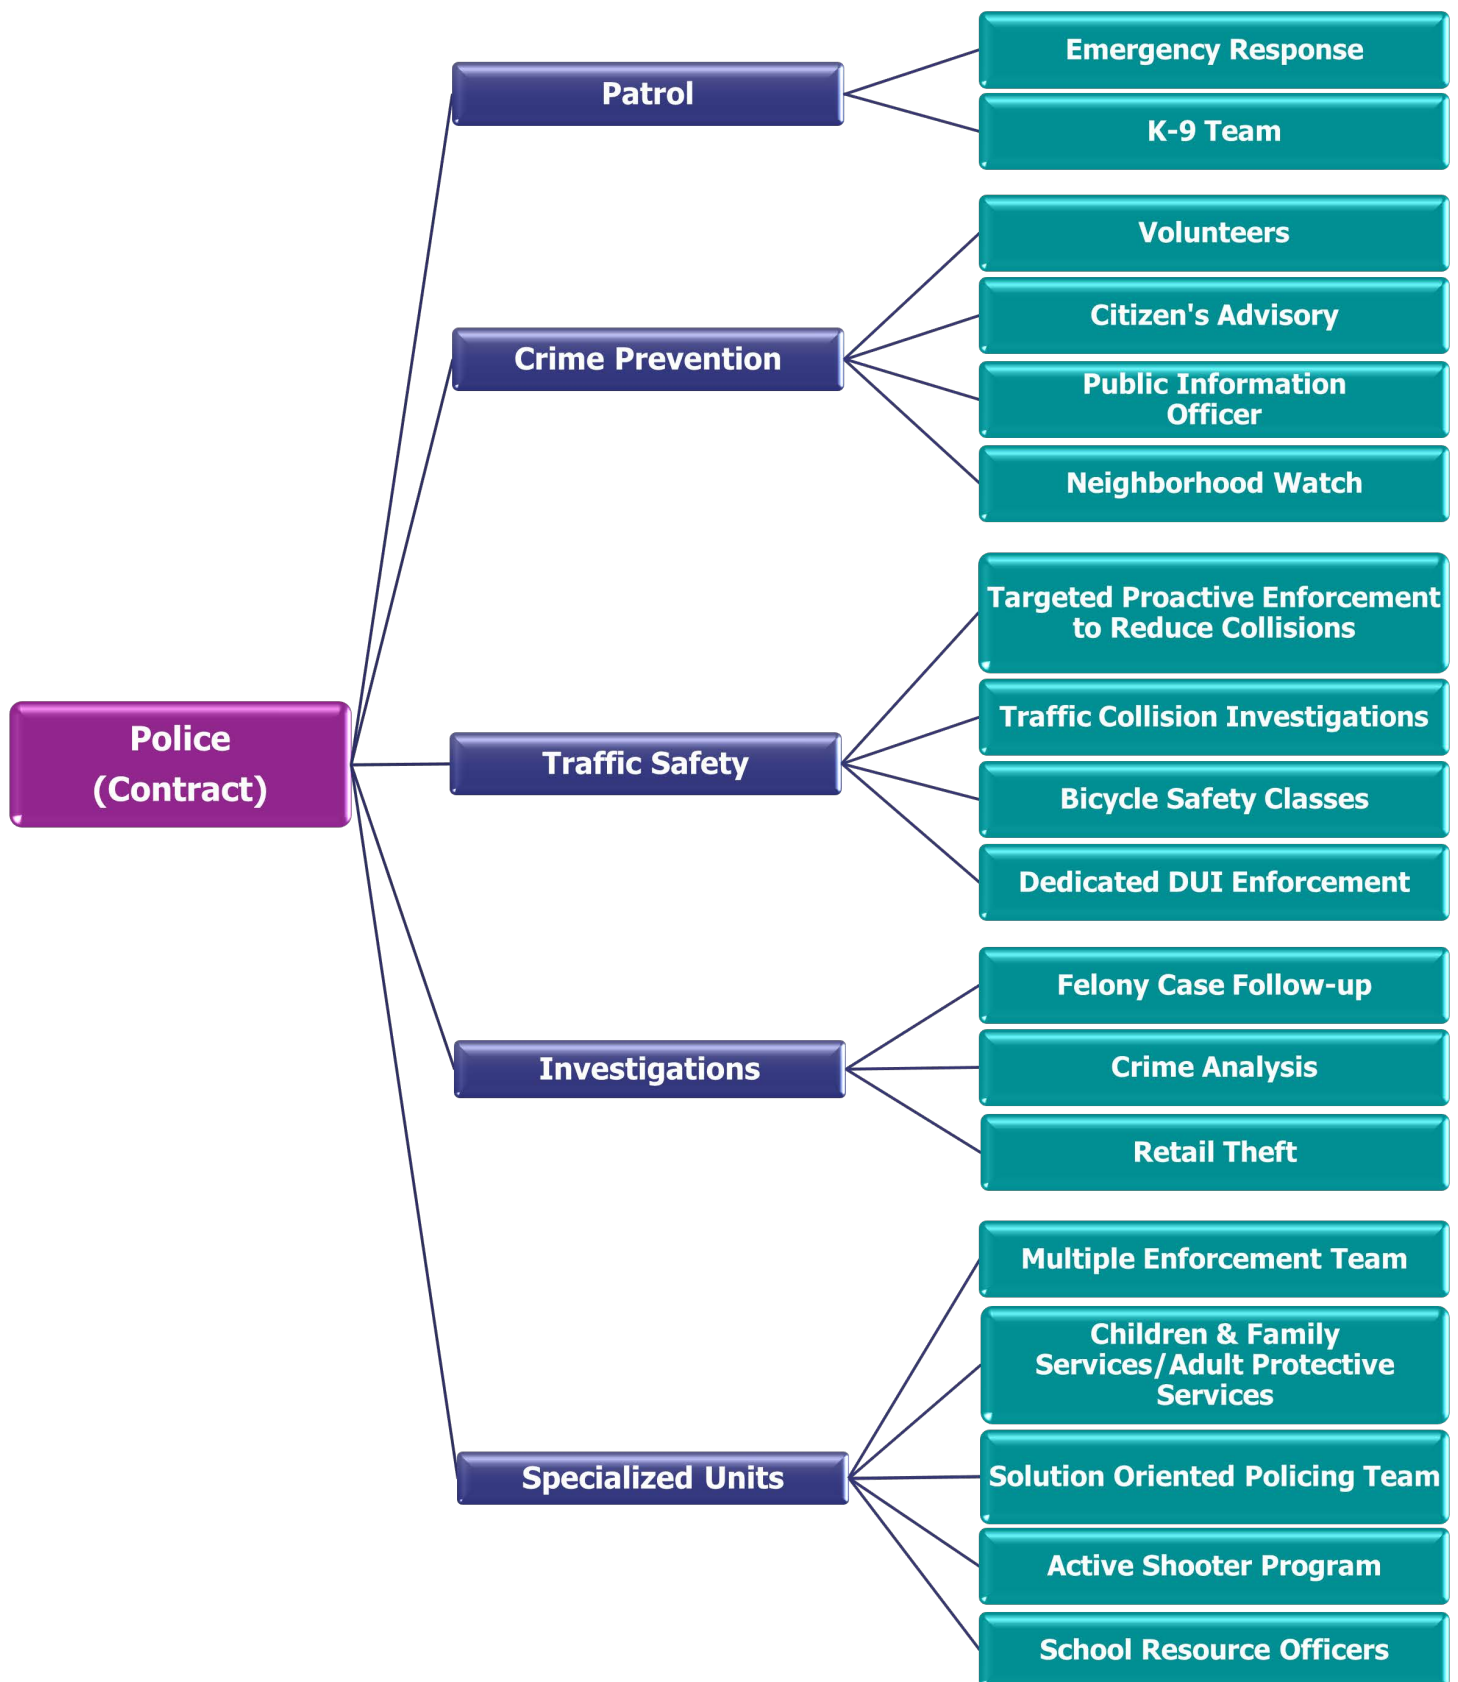 Police
(Contract)
Patrol
Emergency Response
K-9 Team
Crime Prevention
Volunteers
Citizen's Advisory
Public Information
Officer
Neighborhood Watch
Traffic Safety
Targeted Proactive Enforcement
to Reduce Collisions
Traffic Collision Investigations
Bicycle Safety Classes
Dedicated DUI Enforcement
Investigations
Felony Case Follow-up
Crime Analysis
Retail Theft
Specialized Units
Multiple Enforcement Team
Children & Family
Services/Adult Protective
Services
Solution Oriented Policing Team
Active Shooter Program
School Resource Officers